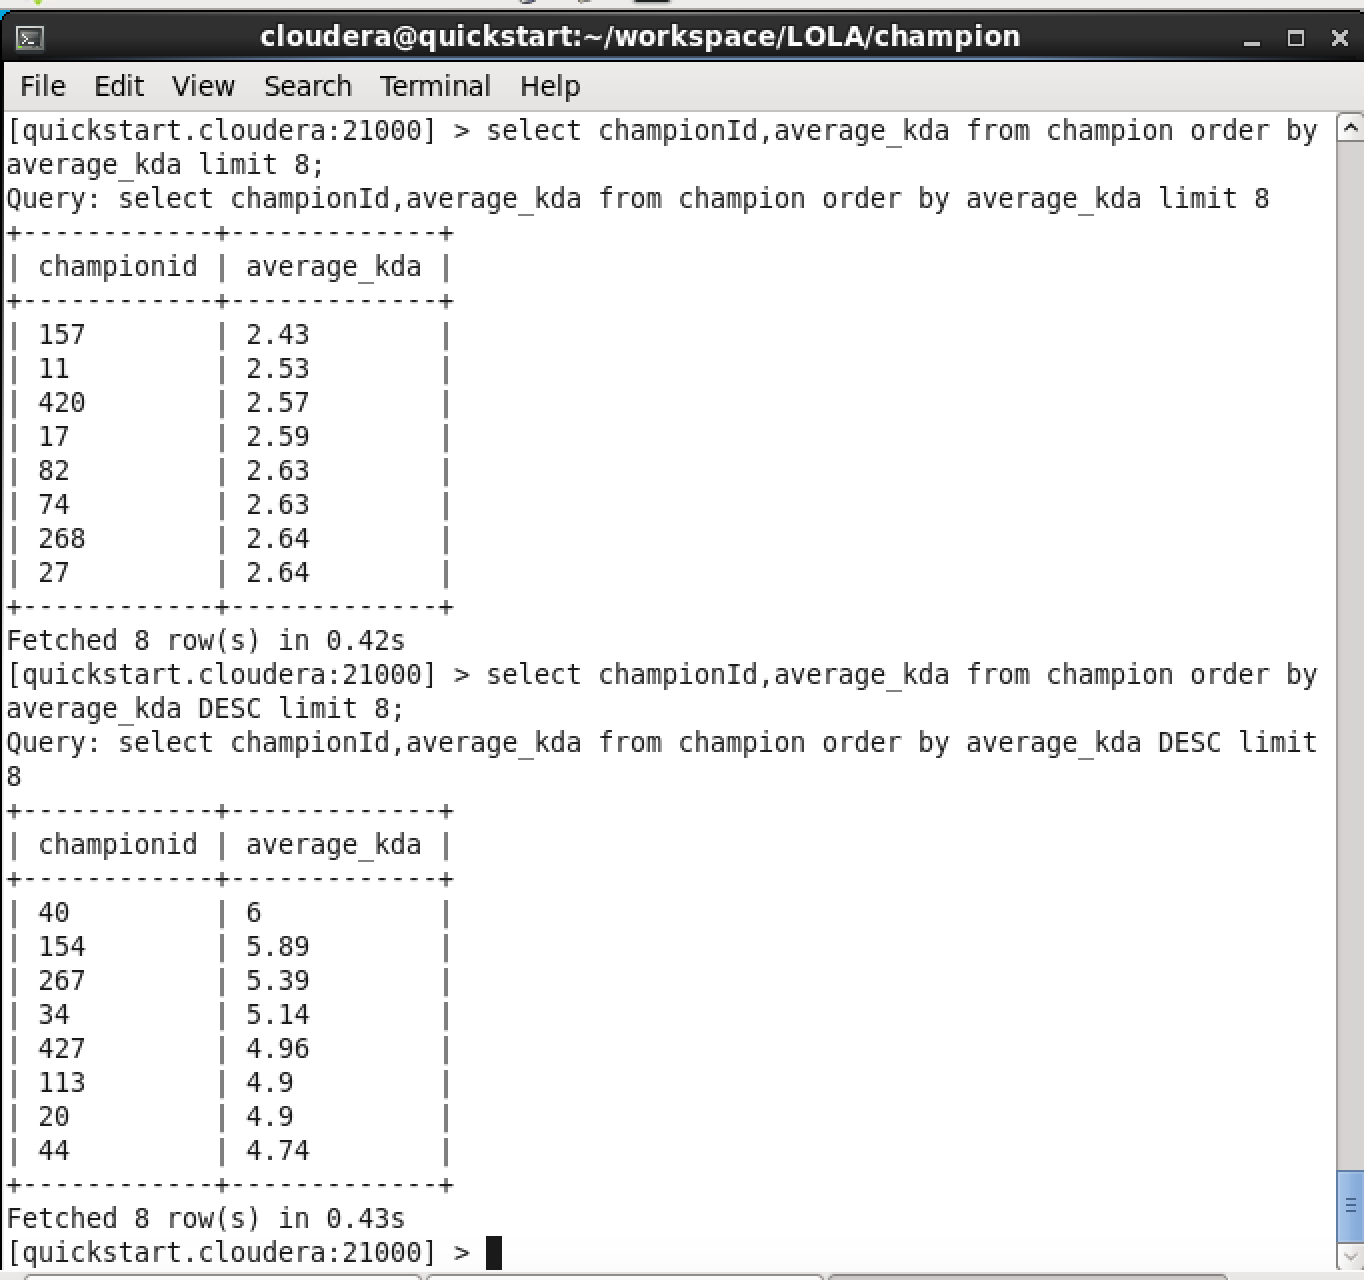 cloudera@quickstart:~/workspace/LOLA/champion
File Edit View Search Terminal Help
[quickstart.cloudera:21000] > select championId,average_kda from champion order by
average_kda limit 8;
Query: select championId,average_kda from champion order by average_kda limit 8
+------------+-------------+
| championid | average_kda |
+------------+-------------+
| 157        | 2.43        |
| 11         | 2.53        |
| 420        | 2.57        |
| 17         | 2.59        |
| 82         | 2.63        |
| 74         | 2.63        |
| 268        | 2.64        |
| 27         | 2.64        |
+------------+-------------+
Fetched 8 row(s) in 0.42s
[quickstart.cloudera:21000] > select championId,average_kda from champion order by
average_kda DESC limit 8;
Query: select championId,average_kda from champion order by average_kda DESC limit
8
+------------+-------------+
| championid | average_kda |
+------------+-------------+
| 40         | 6           |
| 154        | 5.89        |
| 267        | 5.39        |
| 34         | 5.14        |
| 427        | 4.96        |
| 113        | 4.9         |
| 20         | 4.9         |
| 44         | 4.74        |
+------------+-------------+
Fetched 8 row(s) in 0.43s
[quickstart.cloudera:21000] >